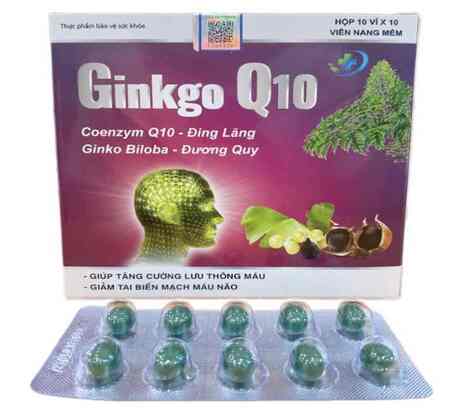 Thực phẩm bảo vệ sức khỏe.
HỘP 10 VỈ X 10
VIÊN NANG MỀM
Ginkgo Q10
Coenzym Q10 - Đing Lăng
Ginko Biloba - Đương Quy
- GIÚP TĂNG CƯỜNG LƯU THÔNG MÁU
- GIẢM TAI BIẾN MẠCH MÁU NÃO